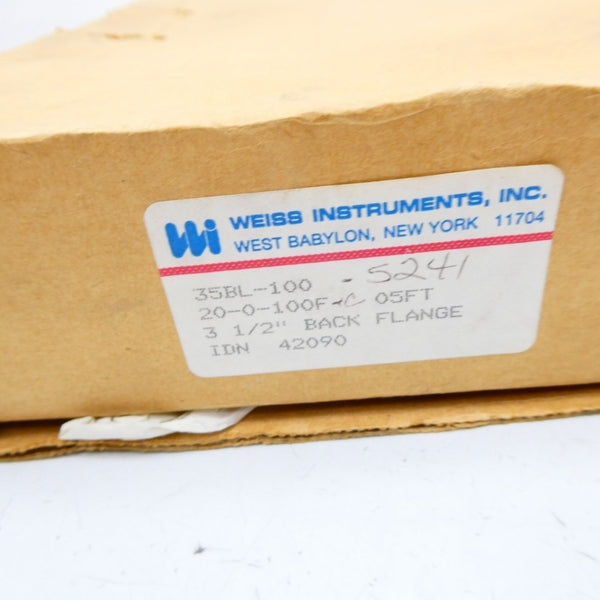 Wi WEISS INSTRUMENTS, INC.
WEST BABYLON, NEW YORK 11704
35BL-100 - 5241
20-0-100F-C 05FT
3 1/2" BACK FLANGE
IDN 42090